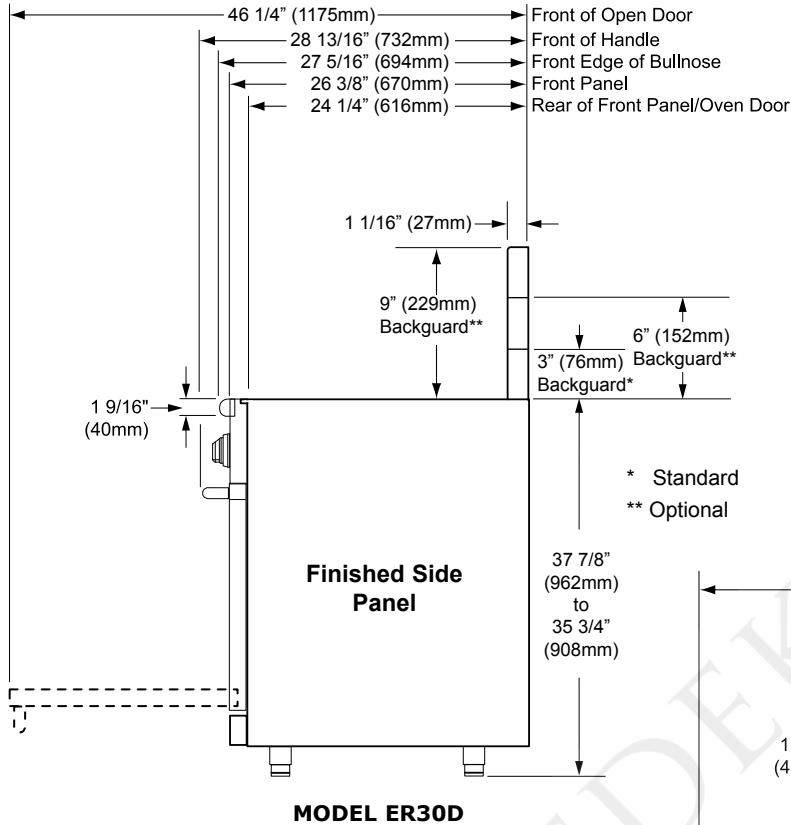 46 1/4” (1175mm) Front of Open Door
28 13/16” (732mm) Front of Handle
27 5/16” (694mm) Front Edge of Bullnose
26 3/8” (670mm) Front Panel
24 1/4” (616mm) Rear of Front Panel/Oven Door
1 1/16” (27mm)
9” (229mm)
Backguard**
6” (152mm)
Backguard**
3” (76mm)
Backguard*
1 9/16"
(40mm)
* Standard
** Optional
Finished Side
Panel
37 7/8”
(962mm)
to
35 3/4”
(908mm)
1
(4
MODEL ER30D